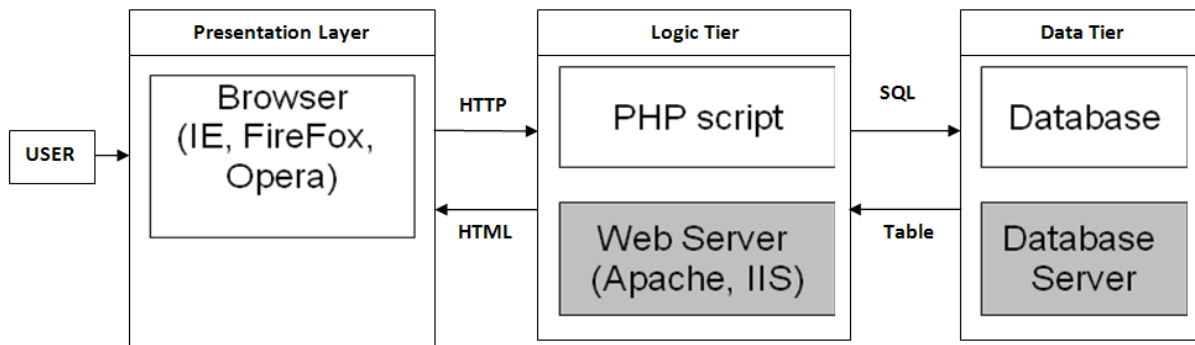 Presentation Layer
Logic Tier
Data Tier
USER
Browser
(IE, FireFox,
Opera)
HTTP
HTML
PHP script
Web Server
(Apache, IIS)
SQL
Table
Database
Database
Server